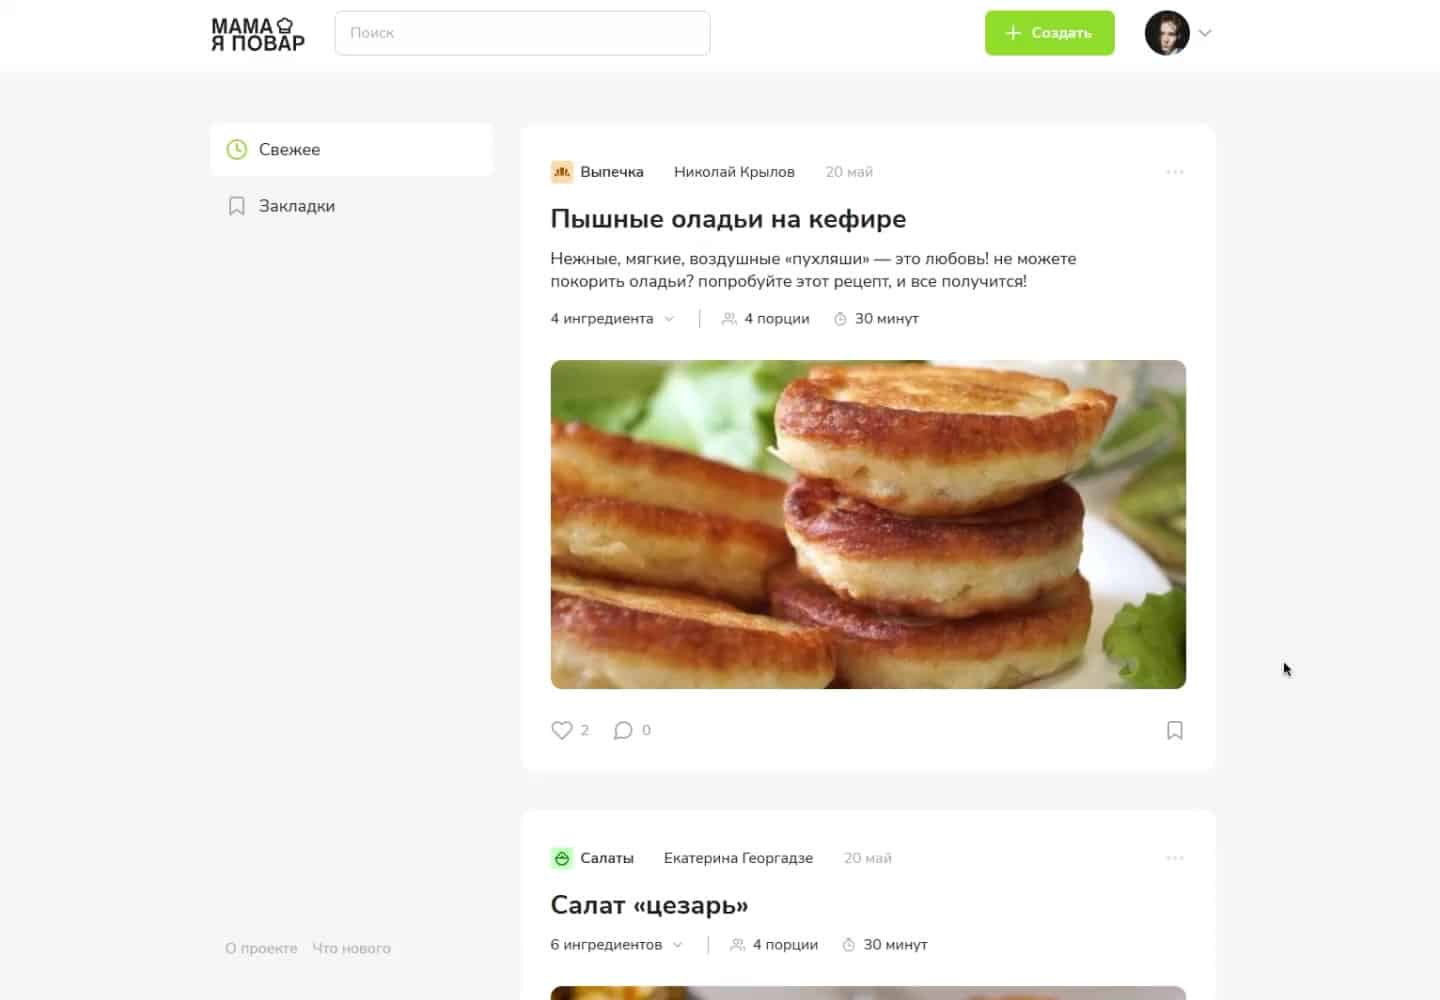 МАМА
Я ПОВАР
Поиск
Создать
Свежее
Закладки
Выпечка Николай Крылов 20 май
Пышные оладьи на кефире
Нежные, мягкие, воздушные «пухляши» — это любовь! не можете
покорить оладьи? попробуйте этот рецепт, и все получится!
4 ингредиента 4 порции 30 минут
2 0
Салаты Екатерина Георгадзе 20 май
Салат «цезарь»
6 ингредиентов 4 порции 30 минут
О проекте Что нового